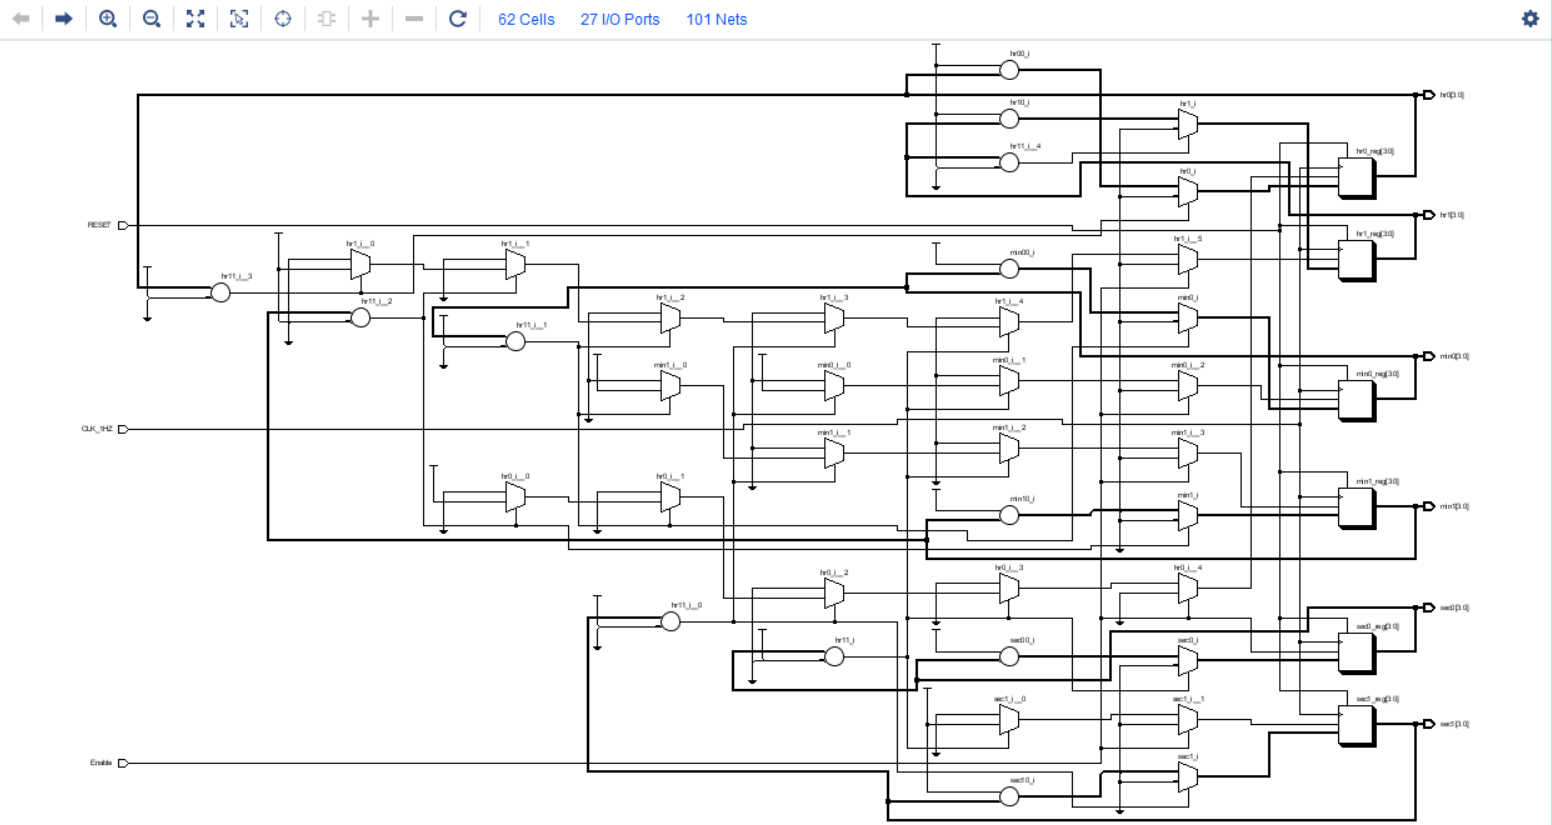 62 Cells 27 I/O Ports 101 Nets
hr00_i
hr0[3:0]
hr10_i
hr1_i
hr11_i__4
hr0_reg[3:0]
hr0_i
hr1[3:0]
RESET
hr1_reg[3:0]
hr1_i__0
hr1_i__1
hr1_i__5
min00_i
hr11_i__3
hr11_i__2
hr1_i__2
hr1_i__3
hr1_i__4
min0_i
hr11_i__1
min0[3:0]
min1_i__0
min0_i__0
min0_i__1
min0_i__2
min0_reg[3:0]
CLK_1HZ
min1_i__1
min1_i__2
min1_i__3
hr0_i__0
hr0_i__1
min1_reg[3:0]
min10_i
min1_i
min1[3:0]
hr0_i__2
hr0_i__3
hr0_i__4
hr11_i__0
sec0[3:0]
hr11_i
sec00_i
sec0_i
sec0_reg[3:0]
sec1_i__0
sec1_i__1
sec1_reg[3:0]
sec1[3:0]
Enable
sec1_i
sec10_i